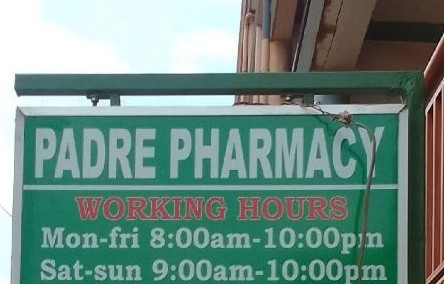 PADRE PHARMACY
WORKING HOURS
Mon-fri 8:00am-10:00pm
Sat-sun 9:00am-10:00pm